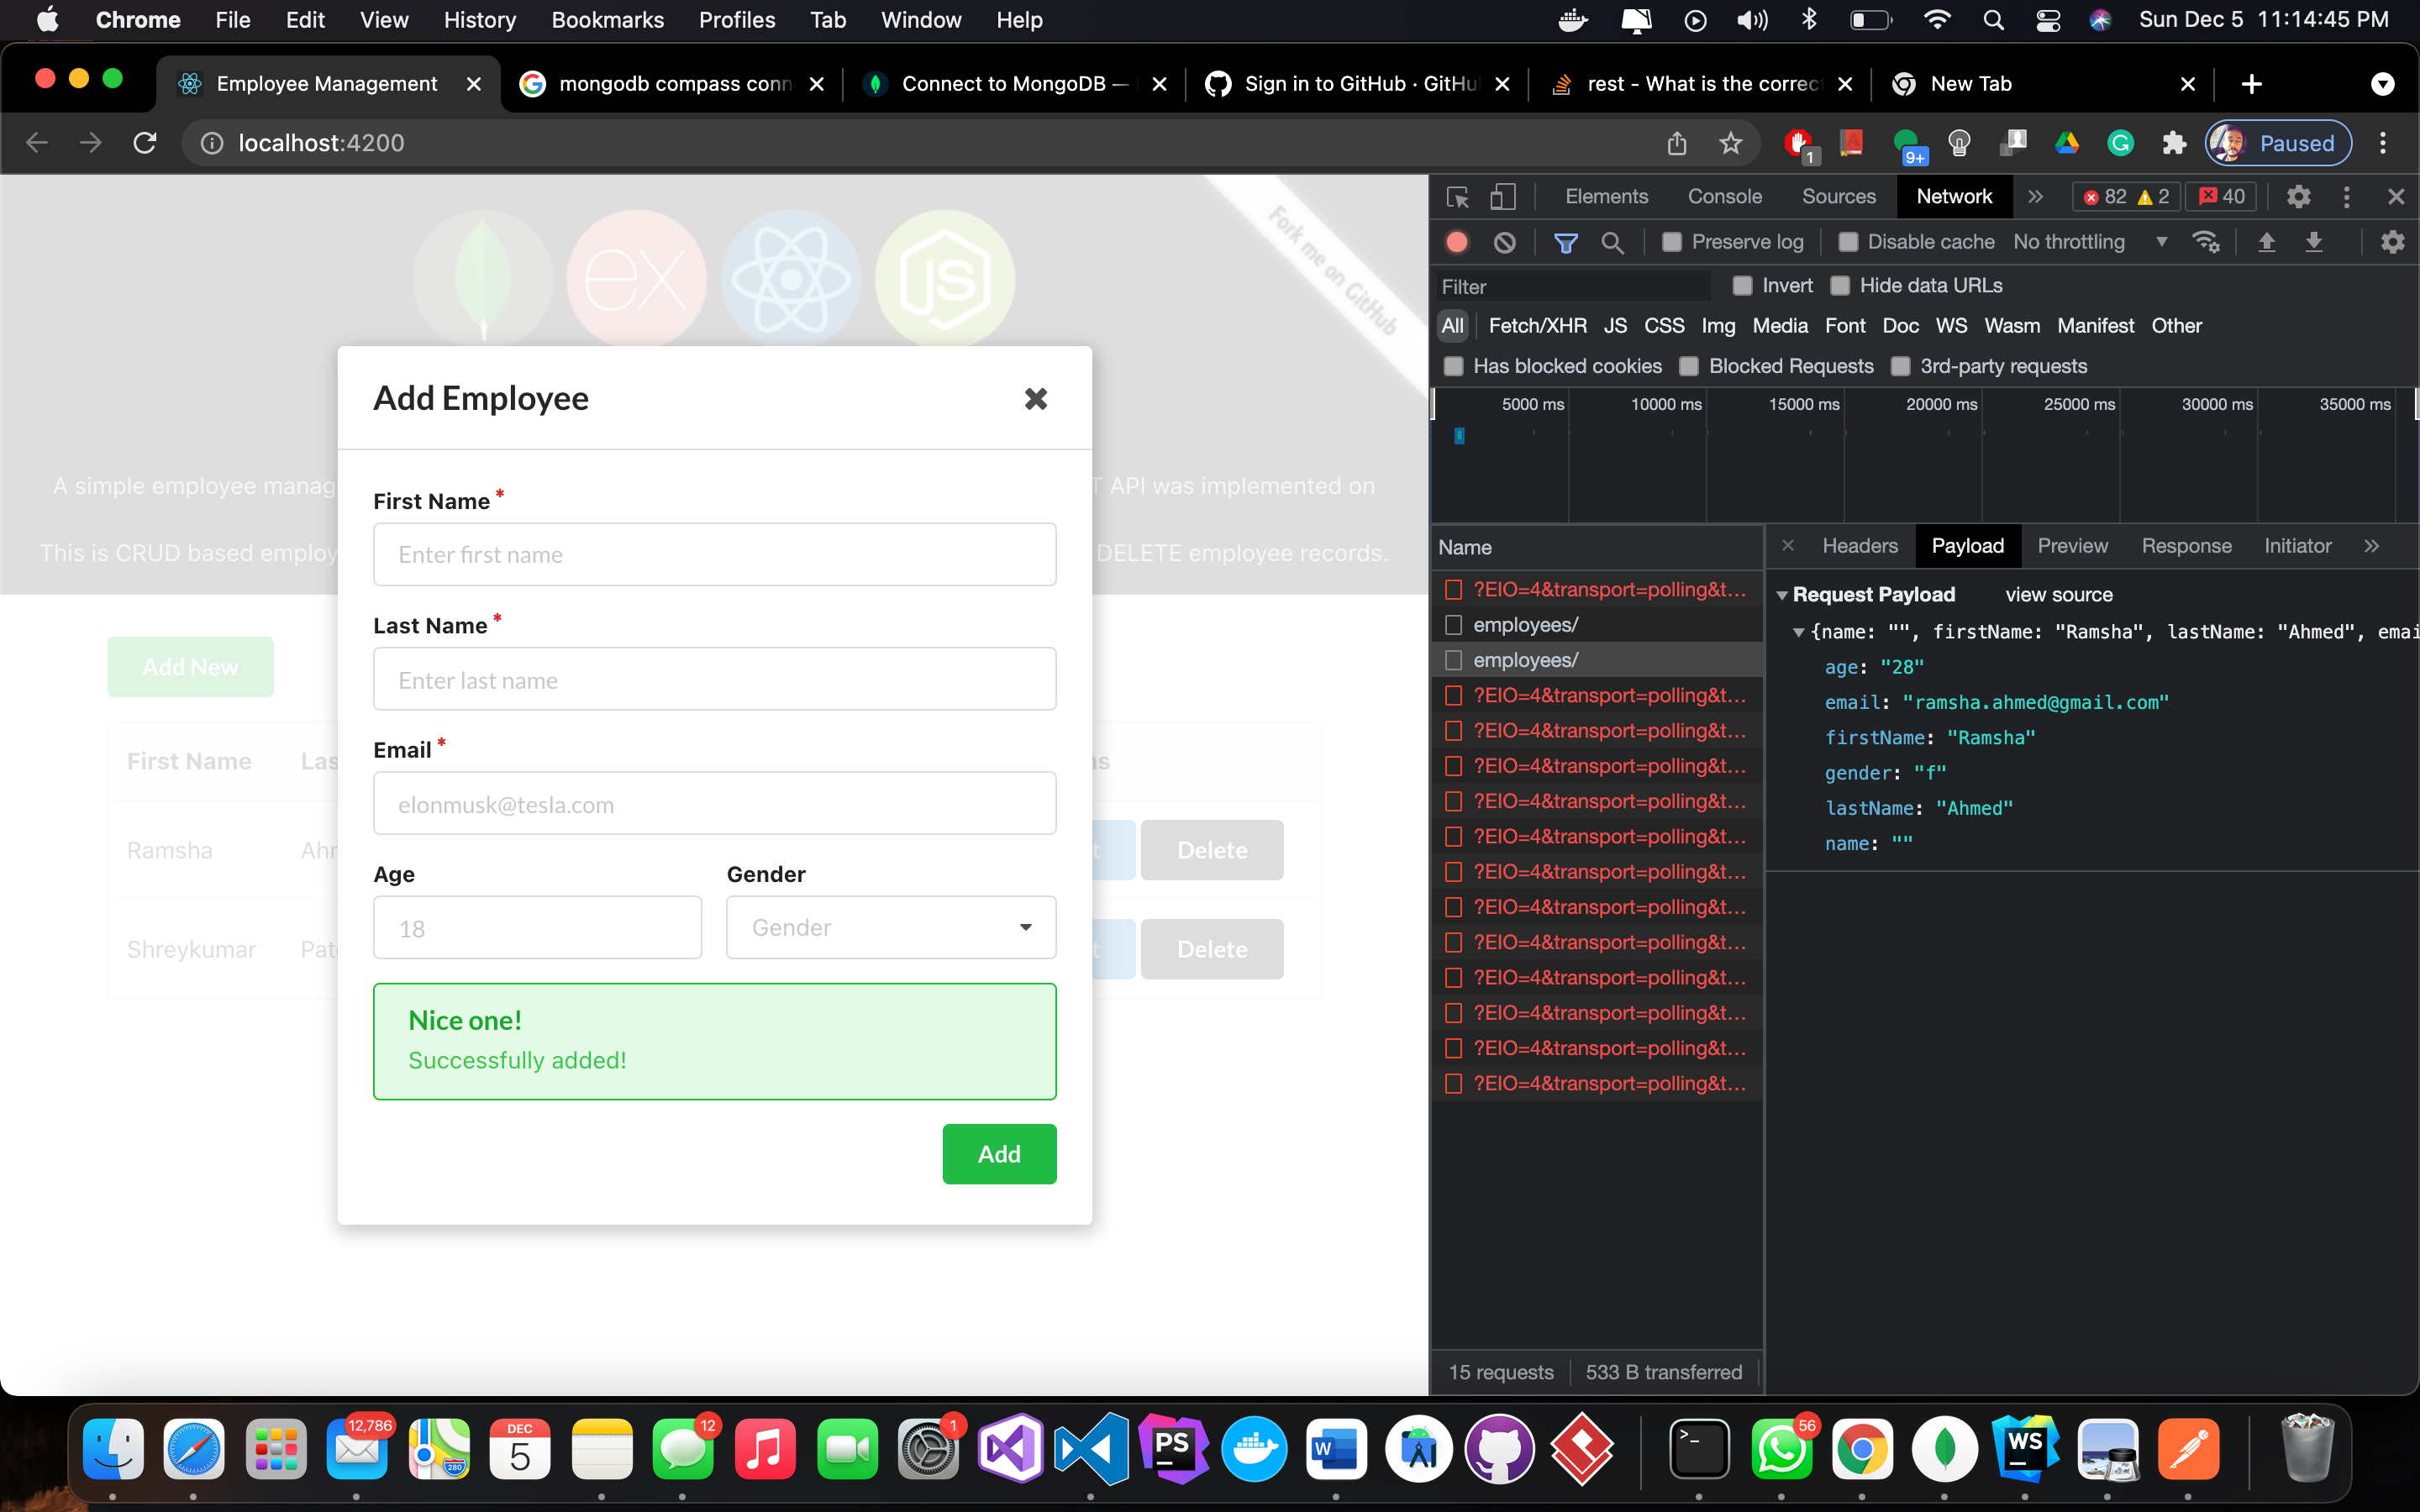 Chrome File Edit View History Bookmarks Profiles Tab Window Help Sun Dec 5 11:14:45 PM
Employee Management mongodb compass conn Connect to MongoDB — Sign in to GitHub · GitHu rest - What is the correct New Tab
localhost:4200 1 9+ Paused
Elements Console Sources Network 82 2 40
Preserve log Disable cache No throttling
Filter Invert Hide data URLs
All Fetch/XHR JS CSS Img Media Font Doc WS Wasm Manifest Other
Has blocked cookies Blocked Requests 3rd-party requests
5000 ms 10000 ms 15000 ms 20000 ms 25000 ms 30000 ms 35000 ms
ex JS
Fork me on GitHub
A simple employee manag T API was implemented on
This is CRUD based employ DELETE employee records.
Add New
First Name Las ns
Ramsha Ahr t Delete
Shreykumar Pat t Delete
Add Employee
First Name *
Enter first name
Last Name *
Enter last name
Email *
elonmusk@tesla.com
Age Gender
18 Gender
Nice one!
Successfully added!
Add
Name
?EIO=4&transport=polling&t...
employees/
employees/
?EIO=4&transport=polling&t...
?EIO=4&transport=polling&t...
?EIO=4&transport=polling&t...
?EIO=4&transport=polling&t...
?EIO=4&transport=polling&t...
?EIO=4&transport=polling&t...
?EIO=4&transport=polling&t...
?EIO=4&transport=polling&t...
?EIO=4&transport=polling&t...
?EIO=4&transport=polling&t...
?EIO=4&transport=polling&t...
?EIO=4&transport=polling&t...
15 requests 533 B transferred
Headers Payload Preview Response Initiator
Request Payload view source
{name: "", firstName: "Ramsha", lastName: "Ahmed", emai
age: "28"
email: "ramsha.ahmed@gmail.com"
firstName: "Ramsha"
gender: "f"
lastName: "Ahmed"
name: ""
12,786 DEC 5 280 12 1 PS W >_ 56 WS